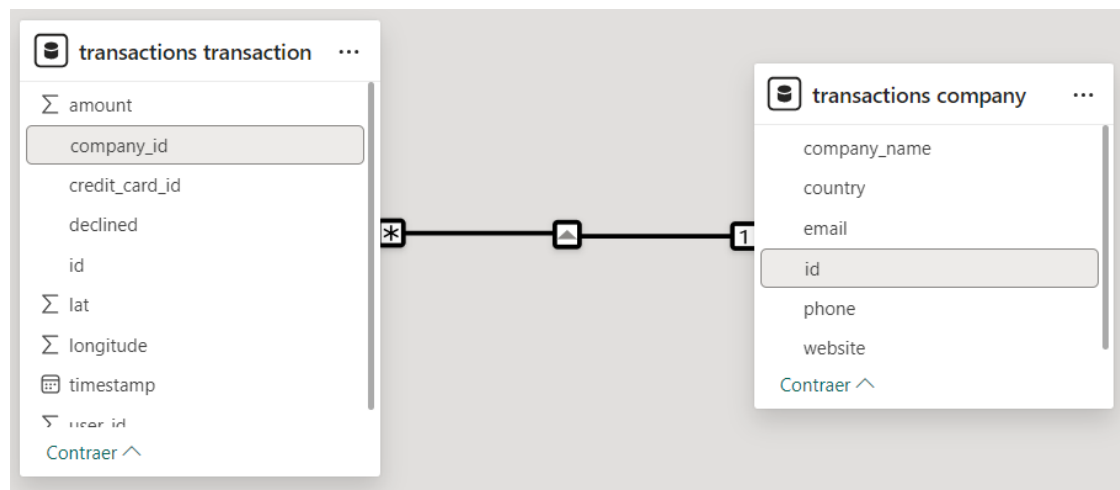 transactions transaction
amount
company_id
credit_card_id
declined
id
lat
longitude
timestamp
user_id
Contraer
*
1
transactions company
company_name
country
email
id
phone
website
Contraer